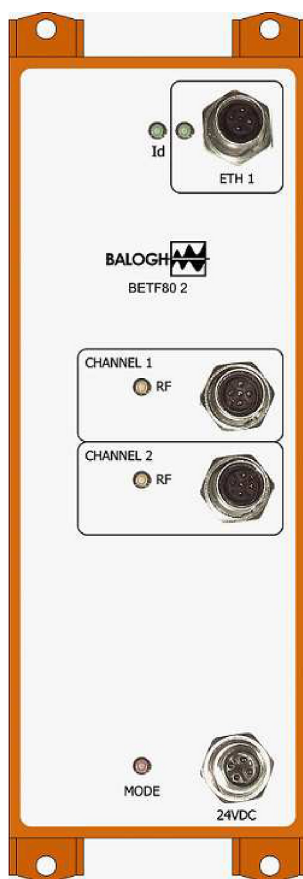 Id
ETH 1
BALOGH
BETF80 2
CHANNEL 1
RF
CHANNEL 2
RF
MODE
24VDC